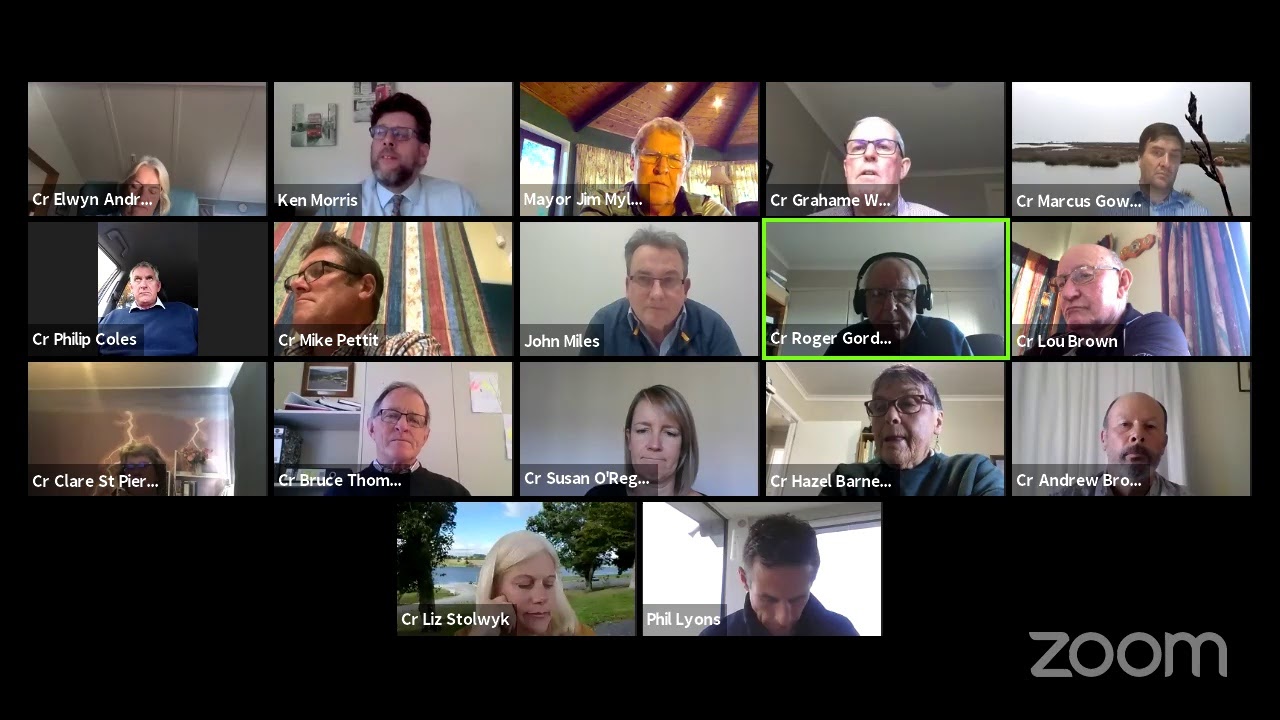 Cr Elwyn Andr...
Ken Morris
Mayor Jim Myl...
Cr Grahame W...
Cr Marcus Gow...
Cr Philip Coles
Cr Mike Pettit
John Miles
Cr Roger Gord...
Cr Lou Brown
Cr Clare St Pier...
Cr Bruce Thom...
Cr Susan O'Reg...
Cr Hazel Barne...
Cr Andrew Bro...
Cr Liz Stolwyk
Phil Lyons
zoom